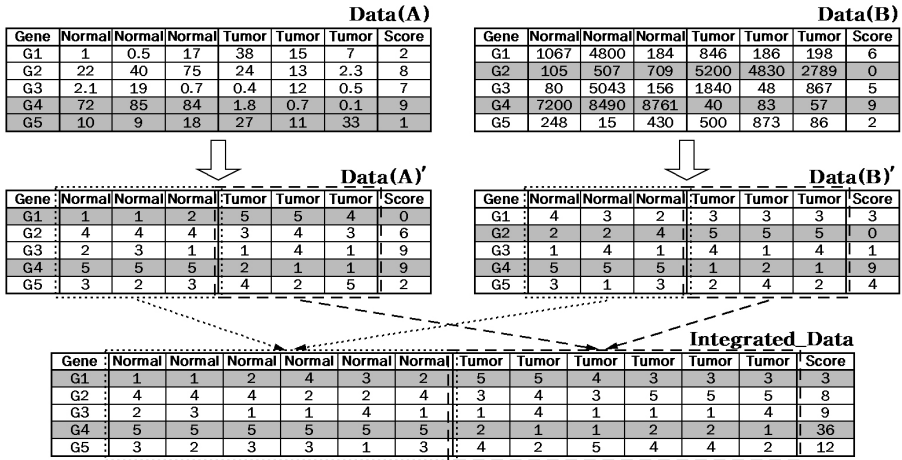 Data(A)
Gene Normal Normal Normal Tumor Tumor Tumor Score
G1 1 0.5 17 38 15 7 2
G2 22 40 75 24 13 2.3 8
G3 2.1 19 0.7 0.4 12 0.5 7
G4 72 85 84 1.8 0.7 0.1 9
G5 10 9 18 27 11 33 1
Data(B)
Gene Normal Normal Normal Tumor Tumor Tumor Score
G1 1067 4800 184 846 186 198 6
G2 105 507 709 5200 4830 2789 0
G3 80 5043 156 1840 48 867 5
G4 7200 8490 8761 40 83 57 9
G5 248 15 430 500 873 86 2
Data(A)'
Gene Normal Normal Normal Tumor Tumor Tumor Score
G1 1 1 2 5 5 4 0
G2 4 4 4 3 4 3 6
G3 2 3 1 1 4 1 9
G4 5 5 5 2 1 1 9
G5 3 2 3 4 2 5 2
Data(B)'
Gene Normal Normal Normal Tumor Tumor Tumor Score
G1 4 3 2 3 3 3 3
G2 2 2 4 5 5 5 0
G3 1 4 1 4 1 4 1
G4 5 5 5 1 2 1 9
G5 3 1 3 2 4 2 4
Integrated_Data
Gene Normal Normal Normal Normal Normal Normal Tumor Tumor Tumor Tumor Tumor Tumor Score
G1 1 1 2 4 3 2 5 5 4 3 3 3 3
G2 4 4 4 2 2 4 3 4 3 5 5 5 8
G3 2 3 1 1 4 1 1 4 1 1 1 4 9
G4 5 5 5 5 5 5 2 1 1 2 2 1 36
G5 3 2 3 3 1 3 4 2 5 4 4 2 12